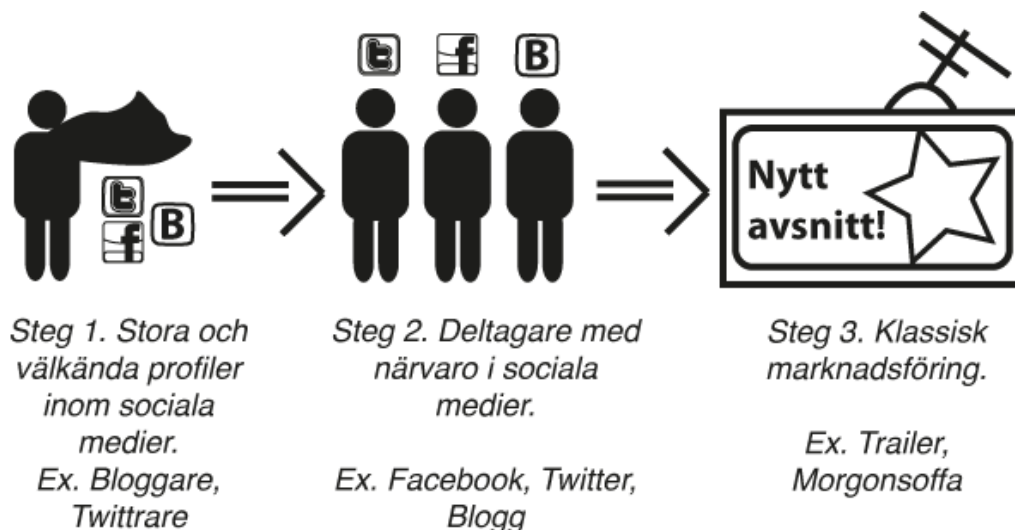 t
f
B
t
f
B
Nytt
avsnitt!
Steg 1. Stora och
välkända profiler
inom sociala
medier.
Ex. Bloggare,
Twittrare
Steg 2. Deltagare med
närvaro i sociala
medier.
Ex. Facebook, Twitter,
Blogg
Steg 3. Klassisk
marknadsföring.
Ex. Trailer,
Morgonsoffa